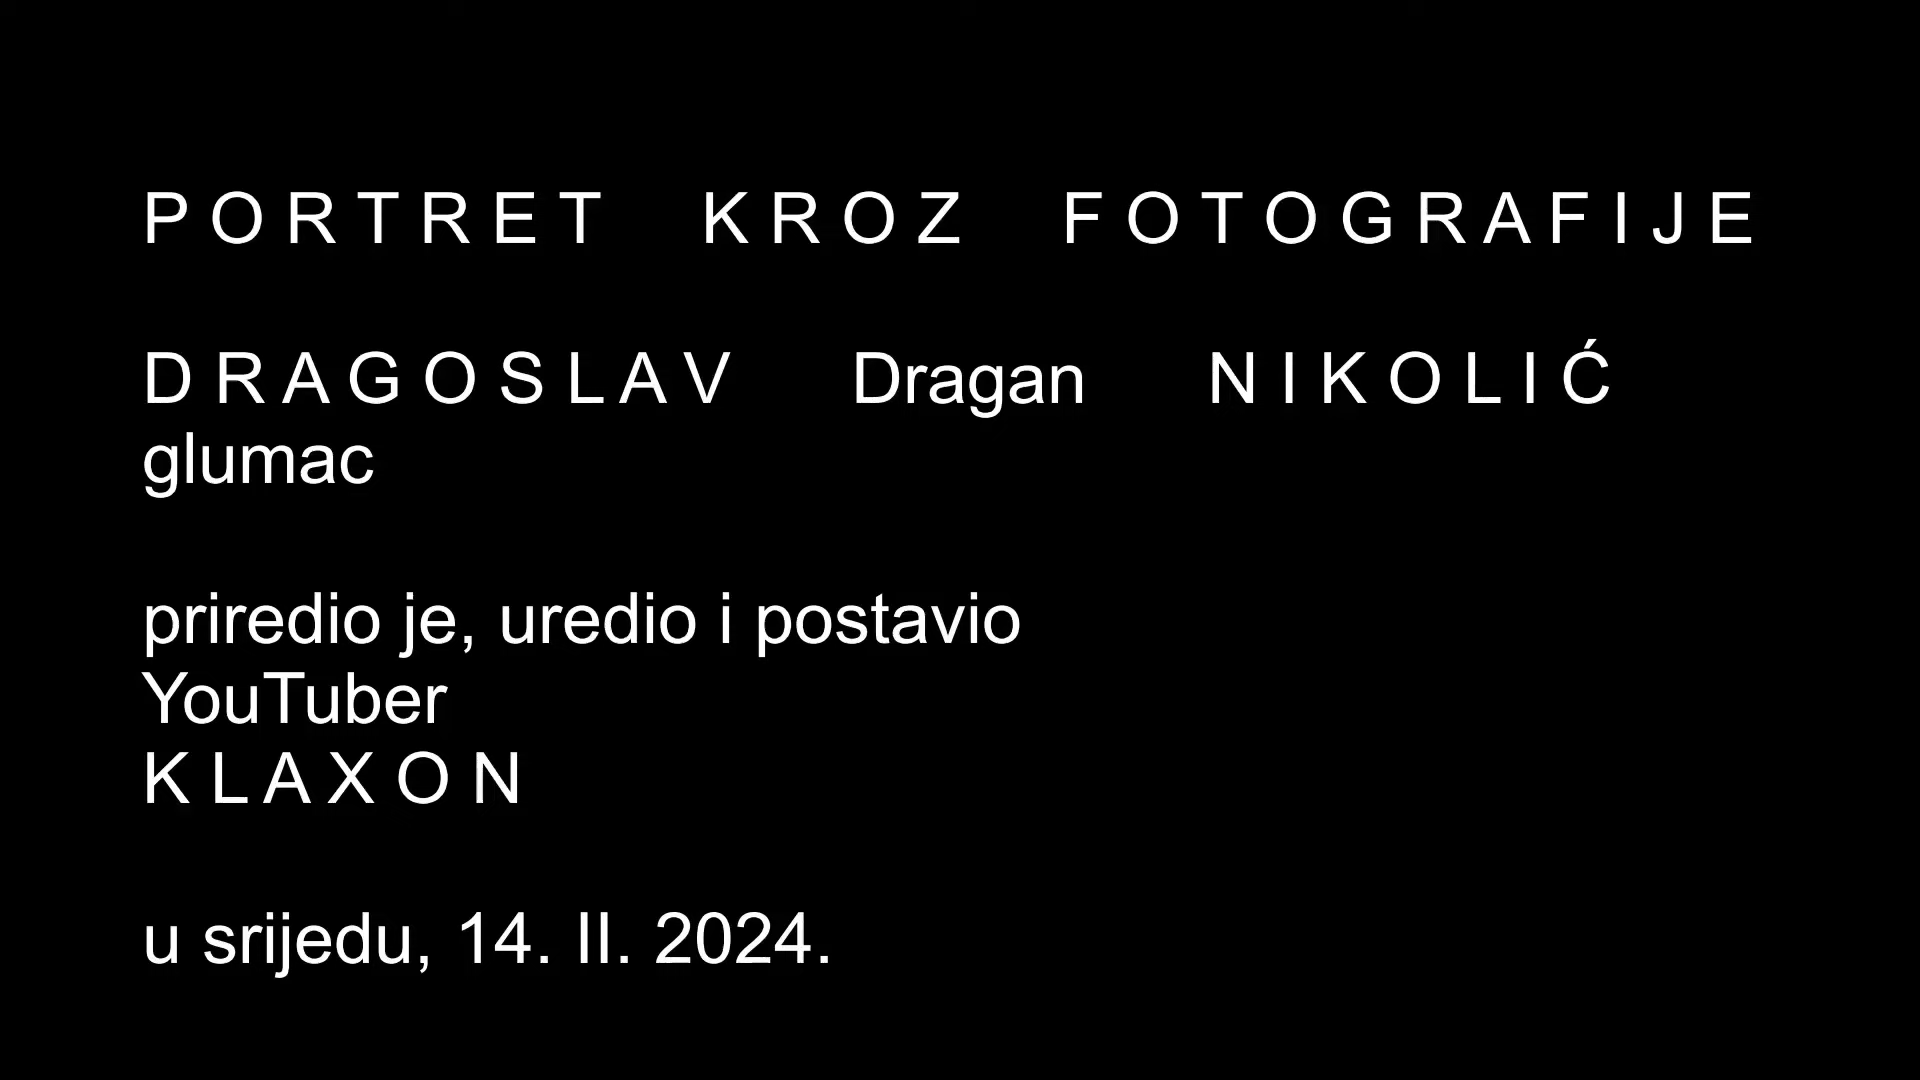 P O R T R E T   K R O Z   F O T O G R A F I J E
D R A G O S L A V   Dragan   N I K O L I Ć
glumac
priredio je, uredio i postavio
YouTuber
K L A X O N
u srijedu, 14. II. 2024.